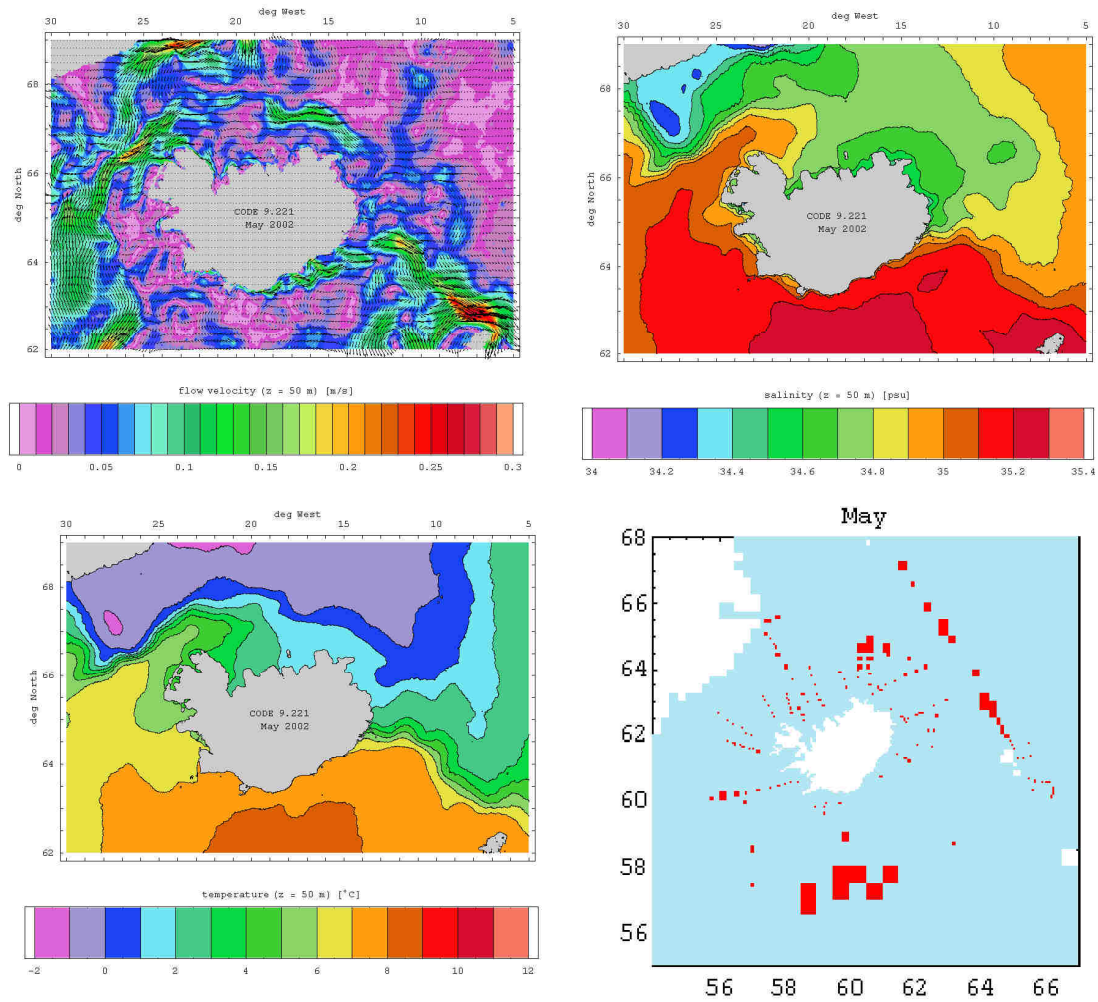 deg West
30 25 20 15 10 5
68
66
64
62
deg North
CODE 9.221
May 2002
flow velocity (z = 50 m) [m/s]
0 0.05 0.1 0.15 0.2 0.25 0.3
deg West
30 25 20 15 10 5
68
66
64
62
deg North
CODE 9.221
May 2002
salinity (z = 50 m) [psu]
34 34.2 34.4 34.6 34.8 35 35.2 35.4
deg West
30 25 20 15 10 5
68
66
64
62
deg North
CODE 9.221
May 2002
temperature (z = 50 m) [°C]
-2 0 2 4 6 8 10 12
May
68
66
64
62
60
58
56
56 58 60 62 64 66